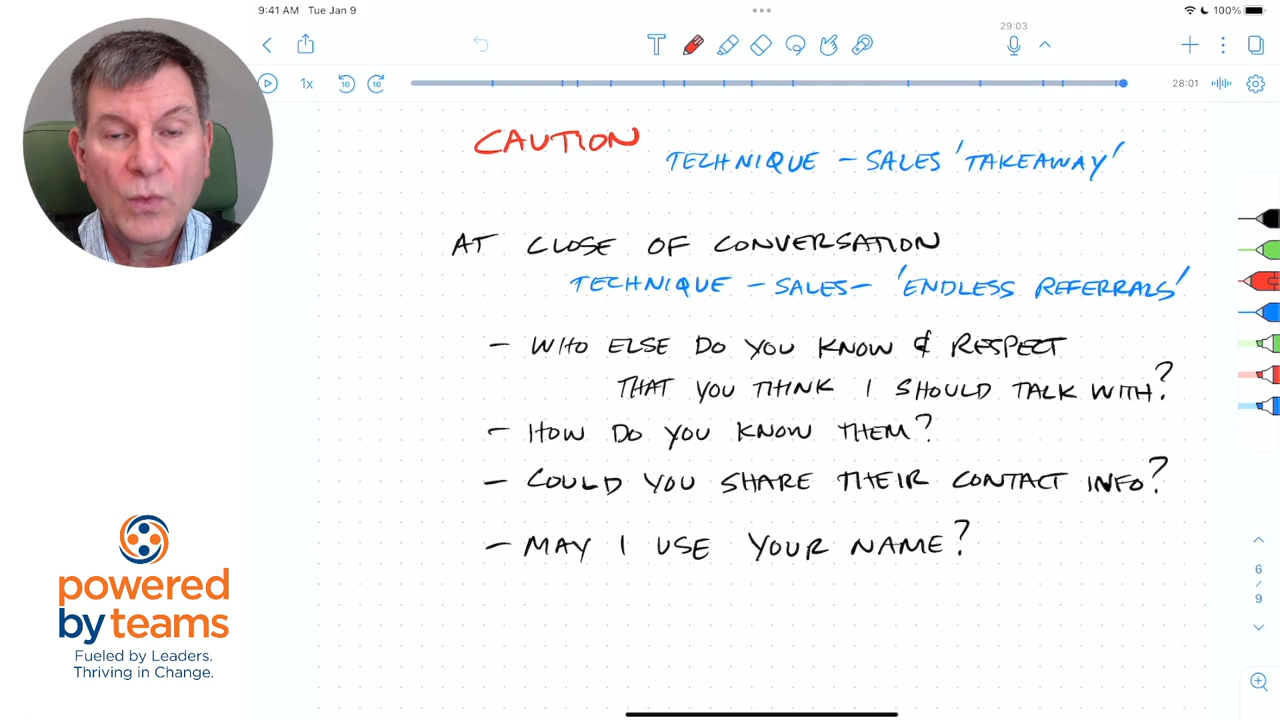 9:41 AM Tue Jan 9
100%
29:03
T
1x
10
10
28:01
CAUTION
TECHNIQUE - SALES 'TAKEAWAY'
AT CLOSE OF CONVERSATION
TECHNIQUE - SALES - 'ENDLESS REFERRALS'
- WHO ELSE DO YOU KNOW & RESPECT
THAT YOU THINK I SHOULD TALK WITH?
- HOW DO YOU KNOW THEM?
- COULD YOU SHARE THEIR CONTACT INFO?
- MAY I USE YOUR NAME?
6
/
9
powered
by teams
Fueled by Leaders.
Thriving in Change.